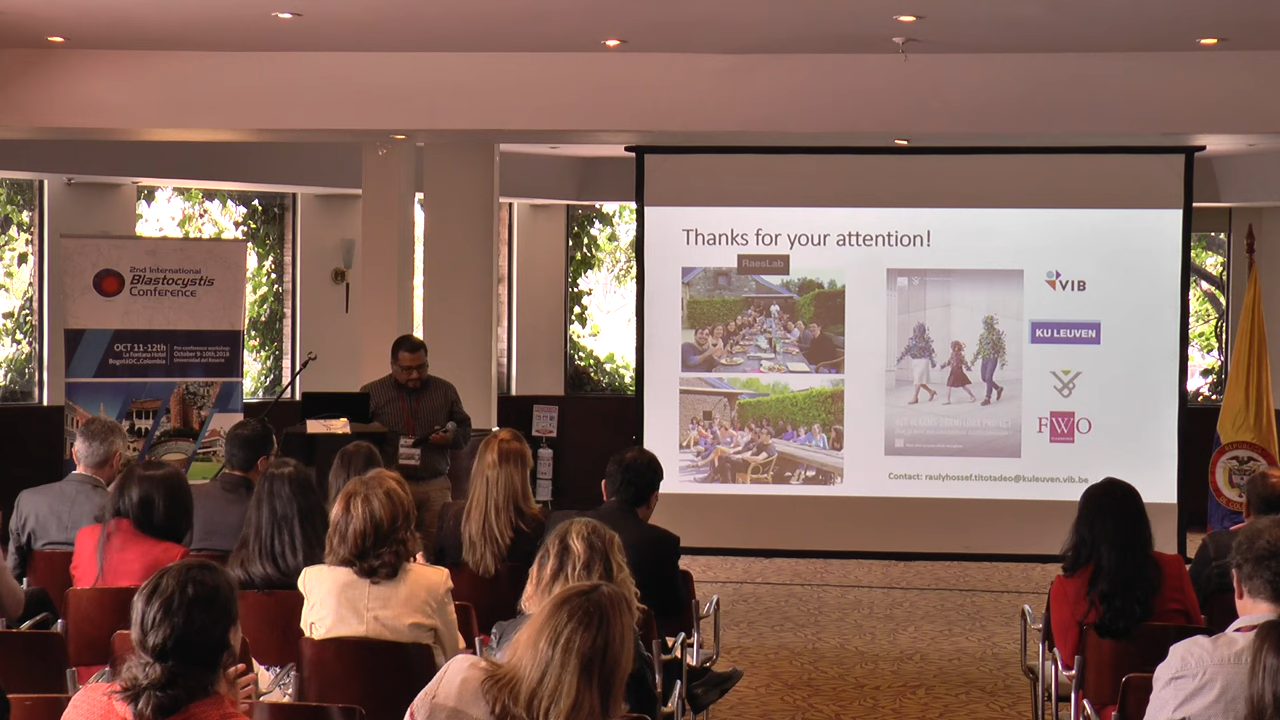 2nd International
Blastocystis
Conference
OCT 11-12th
La Fontana Hotel
Bogotá DC., Colombia
Pre-conference workshop:
October 9-10th, 2018
Universidad del Rosario
Thanks for your attention!
RaesLab
VIB
KU LEUVEN
FWO
Contact: raulyhossef.titotadeo@kuleuven.vib.be
REPUBLICA